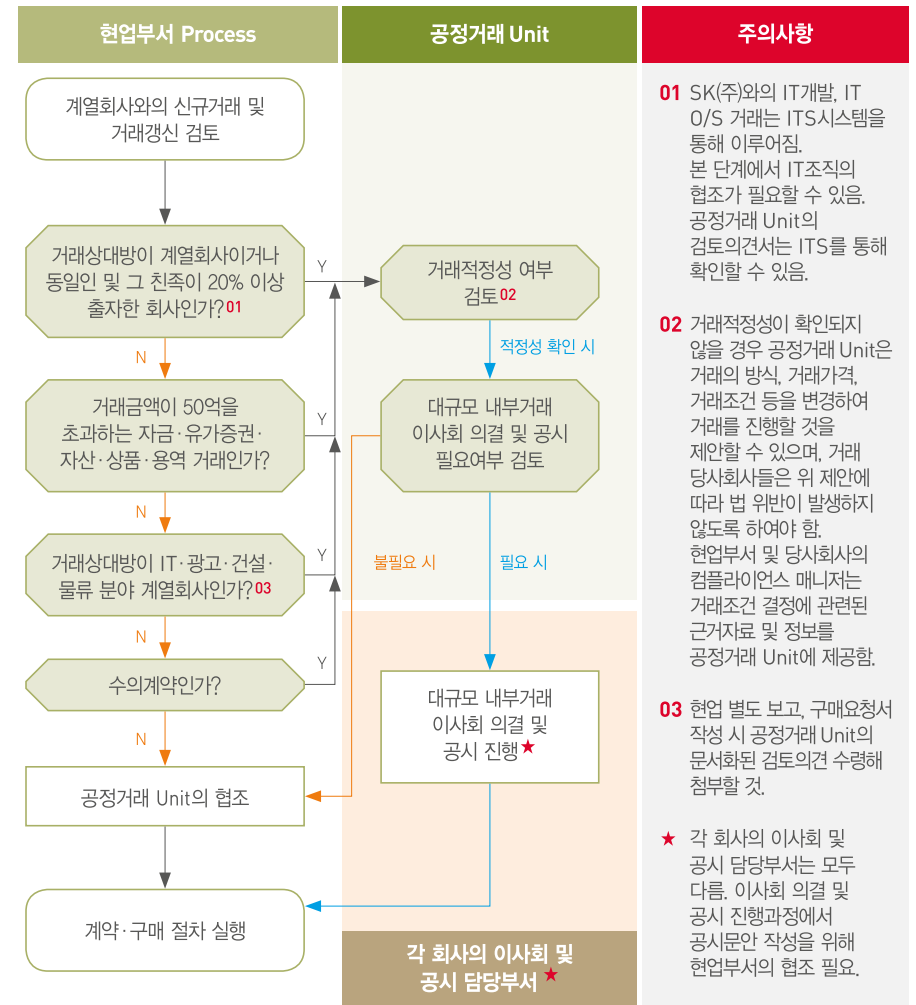 현업부서 Process
계열회사와의 신규거래 및
거래갱신 검토
거래상대방이 계열회사이거나
동일인 및 그 친족이 20% 이상
출자한 회사인가?01
Y
N
거래금액이 50억을
초과하는 자금·유가증권·
자산·상품·용역 거래인가?
Y
N
거래상대방이 IT·광고·건설·
물류 분야 계열회사인가?03
Y
N
수의계약인가?
Y
N
공정거래 Unit의 협조
계약·구매 절차 실행
공정거래 Unit
거래적정성 여부
검토02
적정성 확인 시
대규모 내부거래
이사회 의결 및 공시
필요여부 검토
불필요 시
필요 시
대규모 내부거래
이사회 의결 및
공시 진행★
각 회사의 이사회 및
공시 담당부서 ★
주의사항
01 SK(주)와의 IT개발, IT
O/S 거래는 ITS시스템을
통해 이루어짐.
본 단계에서 IT조직의
협조가 필요할 수 있음.
공정거래 Unit의
검토의견서는 ITS를 통해
확인할 수 있음.
02 거래적정성이 확인되지
않을 경우 공정거래 Unit은
거래의 방식, 거래가격,
거래조건 등을 변경하여
거래를 진행할 것을
제안할 수 있으며, 거래
당사회사들은 위 제안에
따라 법 위반이 발생하지
않도록 하여야 함.
현업부서 및 당사회사의
컴플라이언스 매니저는
거래조건 결정에 관련된
근거자료 및 정보를
공정거래 Unit에 제공함.
03 현업 별도 보고, 구매요청서
작성 시 공정거래 Unit의
문서화된 검토의견 수령해
첨부할 것.
★ 각 회사의 이사회 및
공시 담당부서는 모두
다름. 이사회 의결 및
공시 진행과정에서
공시문안 작성을 위해
현업부서의 협조 필요.